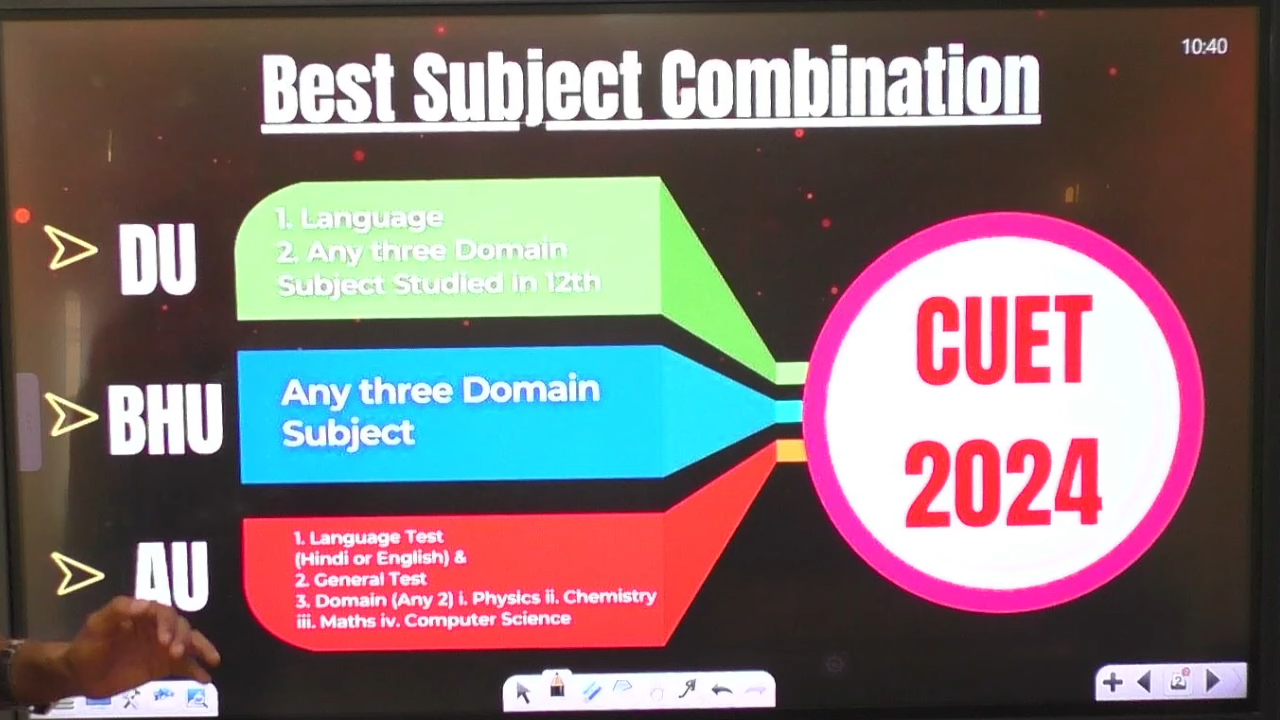 10:40
Best Subject Combination
DU
1. Language
2. Any three Domain
Subject Studied in 12th
BHU
Any three Domain
Subject
AU
1. Language Test
(Hindi or English) &
2. General Test
3. Domain (Any 2) i. Physics ii. Chemistry
iii. Maths iv. Computer Science
CUET
2024
2